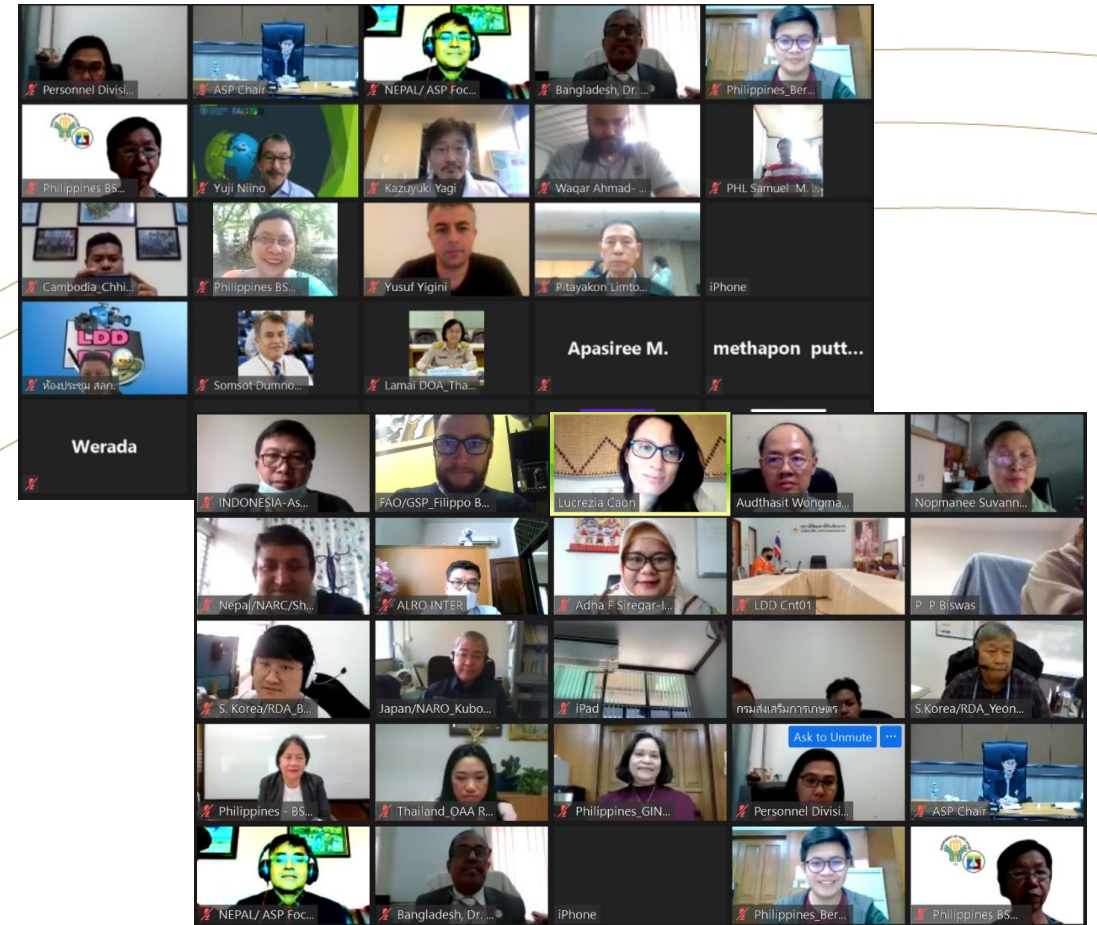 Personnel Divisi...
ASP Chair
NEPAL/ ASP Foc...
Bangladesh, Dr. ...
Philippines_Ber...
Philippines BS...
Yuji Niino
Kazuyuki Yagi
Waqar Ahmad- ...
PHL Samuel M. ...
Cambodia_Chhi...
Philippines BS...
Yusuf Yigini
Pitayakon Limto...
iPhone
LDD
ห้องประชุม สลก.
Somsot Dumno...
Lamai DOA_Tha...
Apasiree M.
methapon putt...
Werada
INDONESIA-As...
FAO/GSP_Filippo B...
Lucrezia Caon
Audthasit Wongma...
Nopmanee Suvann...
Nepal/NARC/Sh...
ALRO INTER
Adha F Siregar-I...
LDD Cnt01
P P Biswas
S. Korea/RDA_B...
Japan/NARO_Kubo...
iPad
กรมส่งเสริมการเกษตร
S.Korea/RDA_Yeon...
Philippines - BS...
Thailand_OAA R...
Philippines_GIN...
Ask to Unmute ...
Personnel Divisi...
ASP Chair
NEPAL/ ASP Foc...
Bangladesh, Dr. ...
iPhone
Philippines_Ber...
Philippines BS...